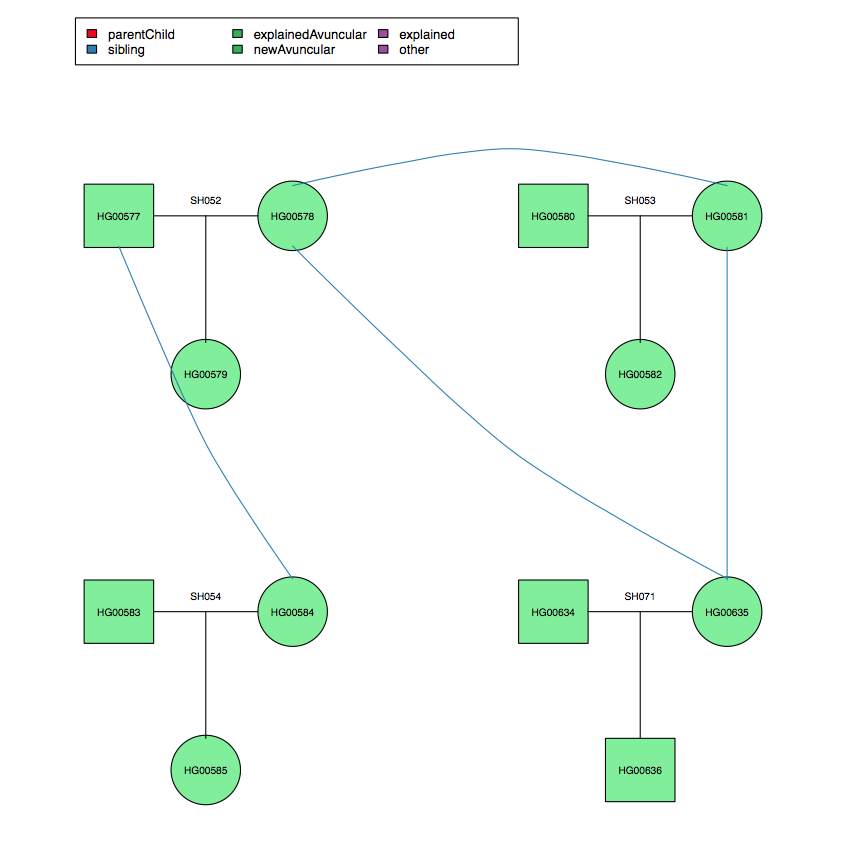 parentChild explainedAvuncular explained
sibling newAvuncular other
SH052 SH053
HG00577 HG00578 HG00580 HG00581
HG00579 HG00582
SH054 SH071
HG00583 HG00584 HG00634 HG00635
HG00585 HG00636